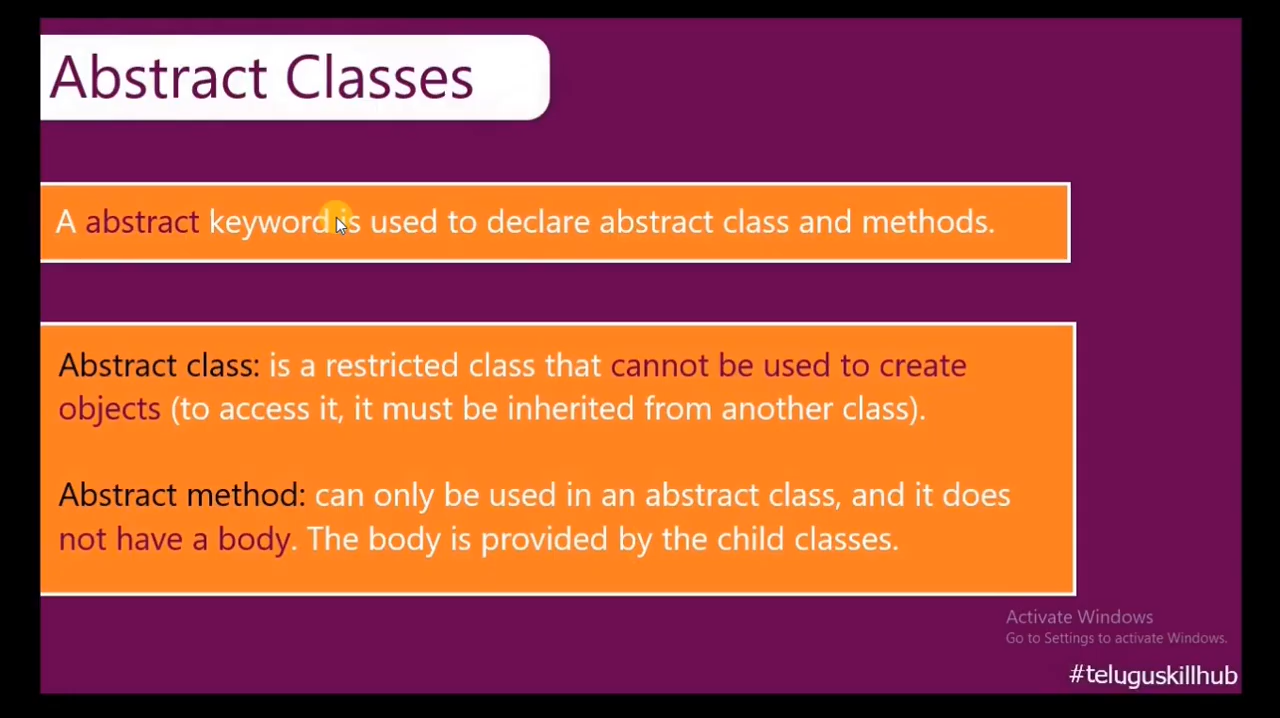 Abstract Classes
A abstract keyword is used to declare abstract class and methods.
Abstract class: is a restricted class that cannot be used to create
objects (to access it, it must be inherited from another class).
Abstract method: can only be used in an abstract class, and it does
not have a body. The body is provided by the child classes.
Activate Windows
Go to Settings to activate Windows.
#teluguskillhub